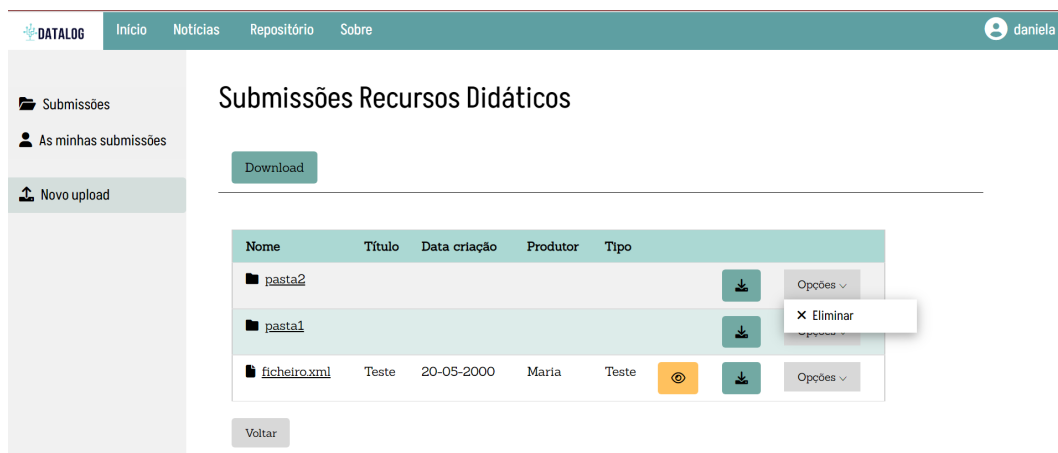 DATALOG Início Notícias Repositório Sobre daniela
Submissões
As minhas submissões
Novo upload
Submissões Recursos Didáticos
Download
Nome Título Data criação Produtor Tipo
pasta2 Opções
Eliminar
pasta1 Opções
ficheiro.xml Teste 20-05-2000 Maria Teste Opções
Voltar